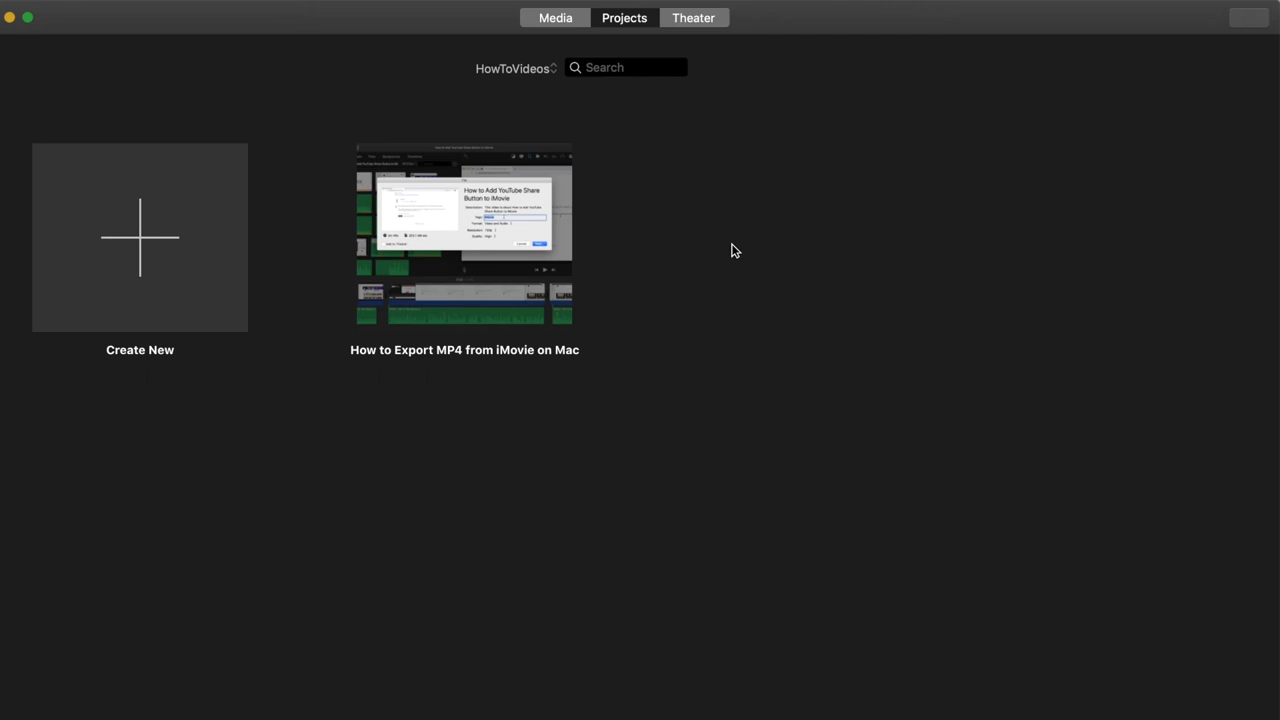 Media Projects Theater
HowToVideos Search
How to Add YouTube Share
Button to iMovie
Create New
How to Export MP4 from iMovie on Mac